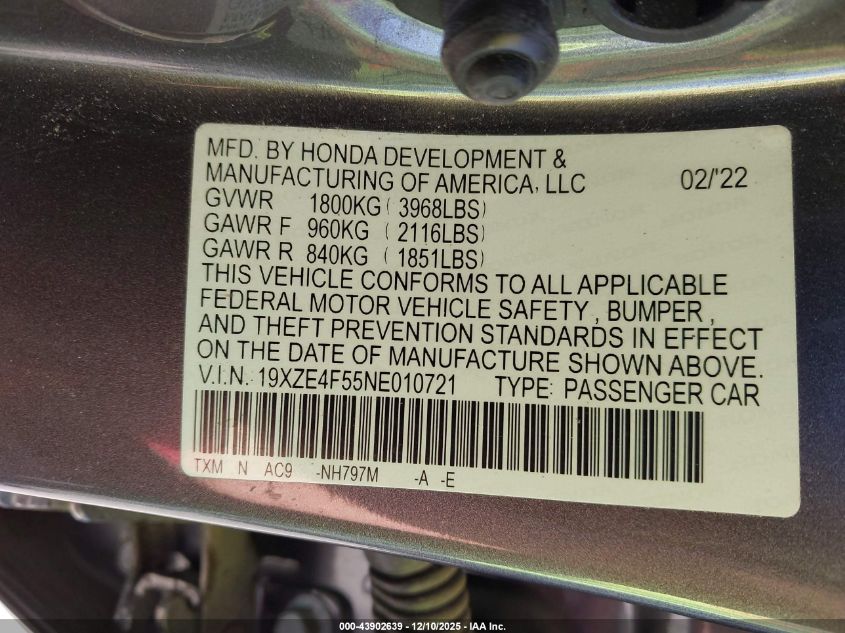 MFD. BY HONDA DEVELOPMENT &
MANUFACTURING OF AMERICA, LLC 02/'22
GVWR 1800KG (3968LBS)
GAWR F 960KG (2116LBS)
GAWR R 840KG (1851LBS)
THIS VEHICLE CONFORMS TO ALL APPLICABLE
FEDERAL MOTOR VEHICLE SAFETY, BUMPER,
AND THEFT PREVENTION STANDARDS IN EFFECT
ON THE DATE OF MANUFACTURE SHOWN ABOVE.
V.I.N.: 19XZE4F55NE010721 TYPE: PASSENGER CAR
TXM N AC9 -NH797M -A -E
000-43902639 - 12/10/2025 - IAA Inc.